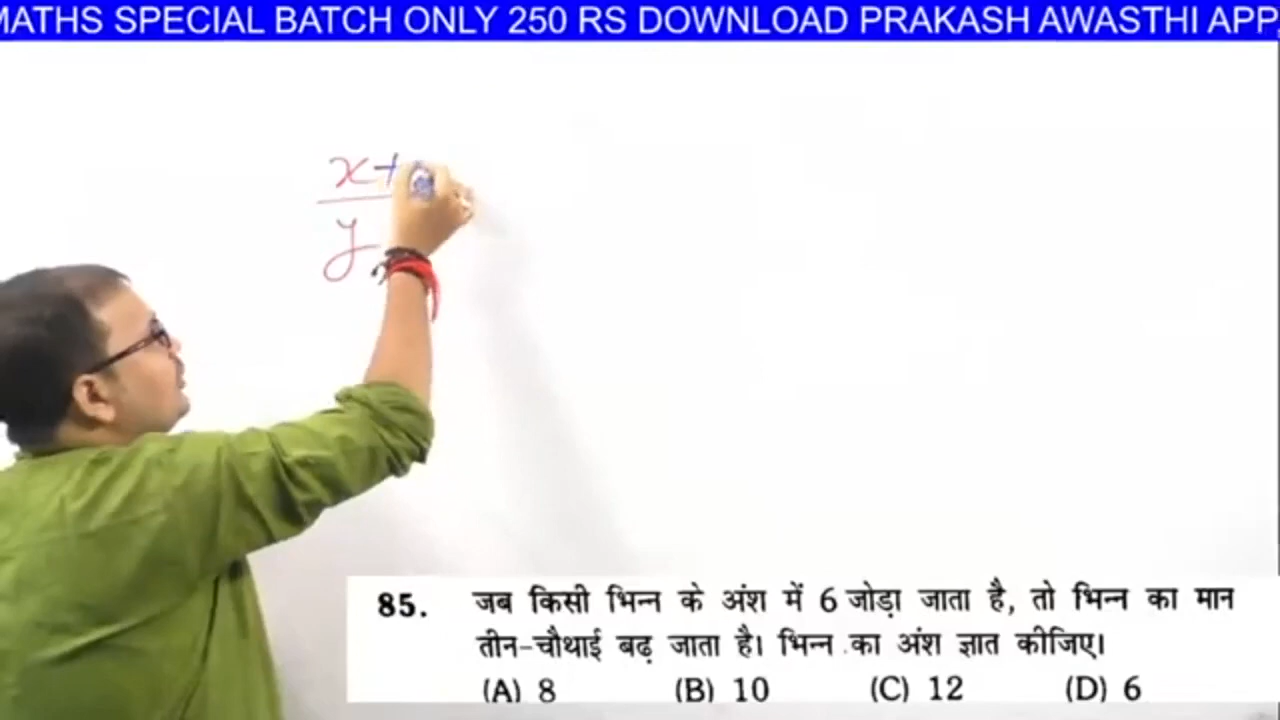 MATHS SPECIAL BATCH ONLY 250 RS DOWNLOAD PRAKASH AWASTHI APP,
x+
y
85. जब किसी भिन्न के अंश में 6 जोड़ा जाता है, तो भिन्न का मान
तीन-चौथाई बढ़ जाता है। भिन्न का अंश ज्ञात कीजिए।
(A) 8 (B) 10 (C) 12 (D) 6